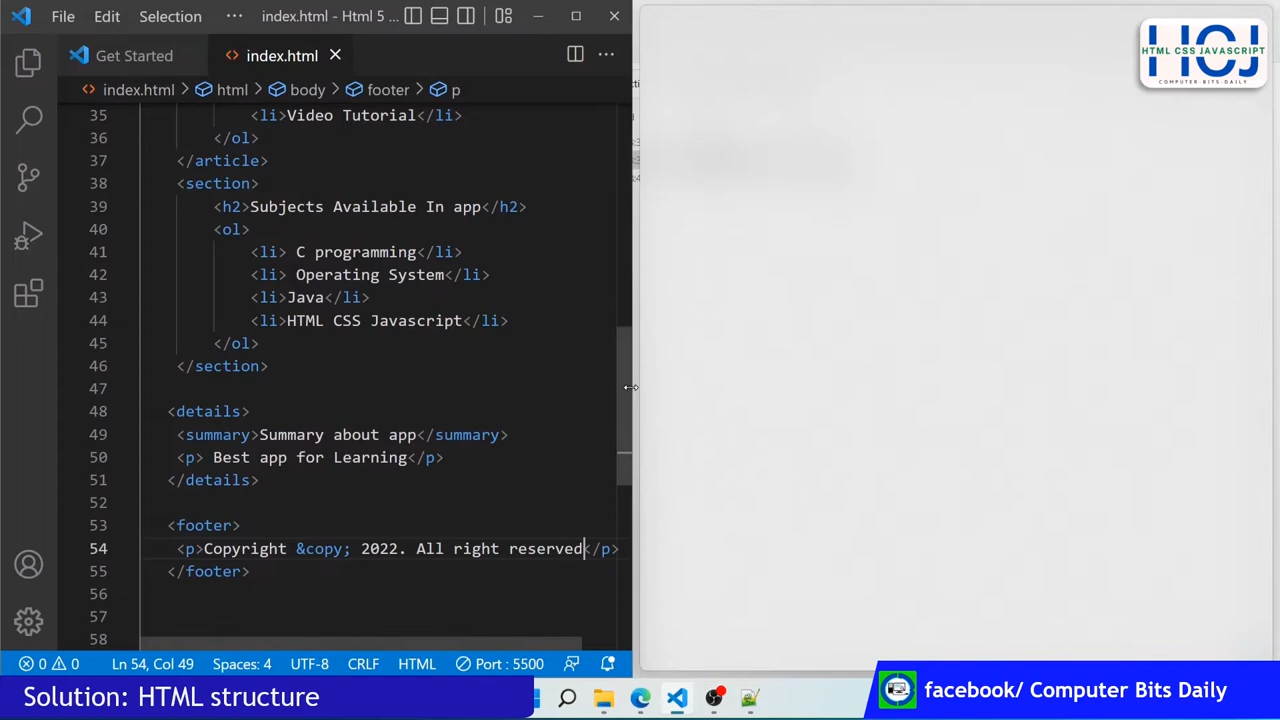 File Edit Selection ··· index.html - Html 5 ...
Get Started <> index.html ···
<> index.html > html > body > footer > p
35 <li>Video Tutorial</li>
36 </ol>
37 </article>
38 <section>
39 <h2>Subjects Available In app</h2>
40 <ol>
41 <li> C programming</li>
42 <li> Operating System</li>
43 <li>Java</li>
44 <li>HTML CSS Javascript</li>
45 </ol>
46 </section>
47
48 <details>
49 <summary>Summary about app</summary>
50 <p> Best app for Learning</p>
51 </details>
52
53 <footer>
54 <p>Copyright &copy; 2022. All right reserved</p>
55 </footer>
56
57
58
0 0 Ln 54, Col 49 Spaces: 4 UTF-8 CRLF HTML Port : 5500
HCJ
HTML CSS JAVASCRIPT
COMPUTER-BITS-DAILY
Solution: HTML structure
facebook/ Computer Bits Daily